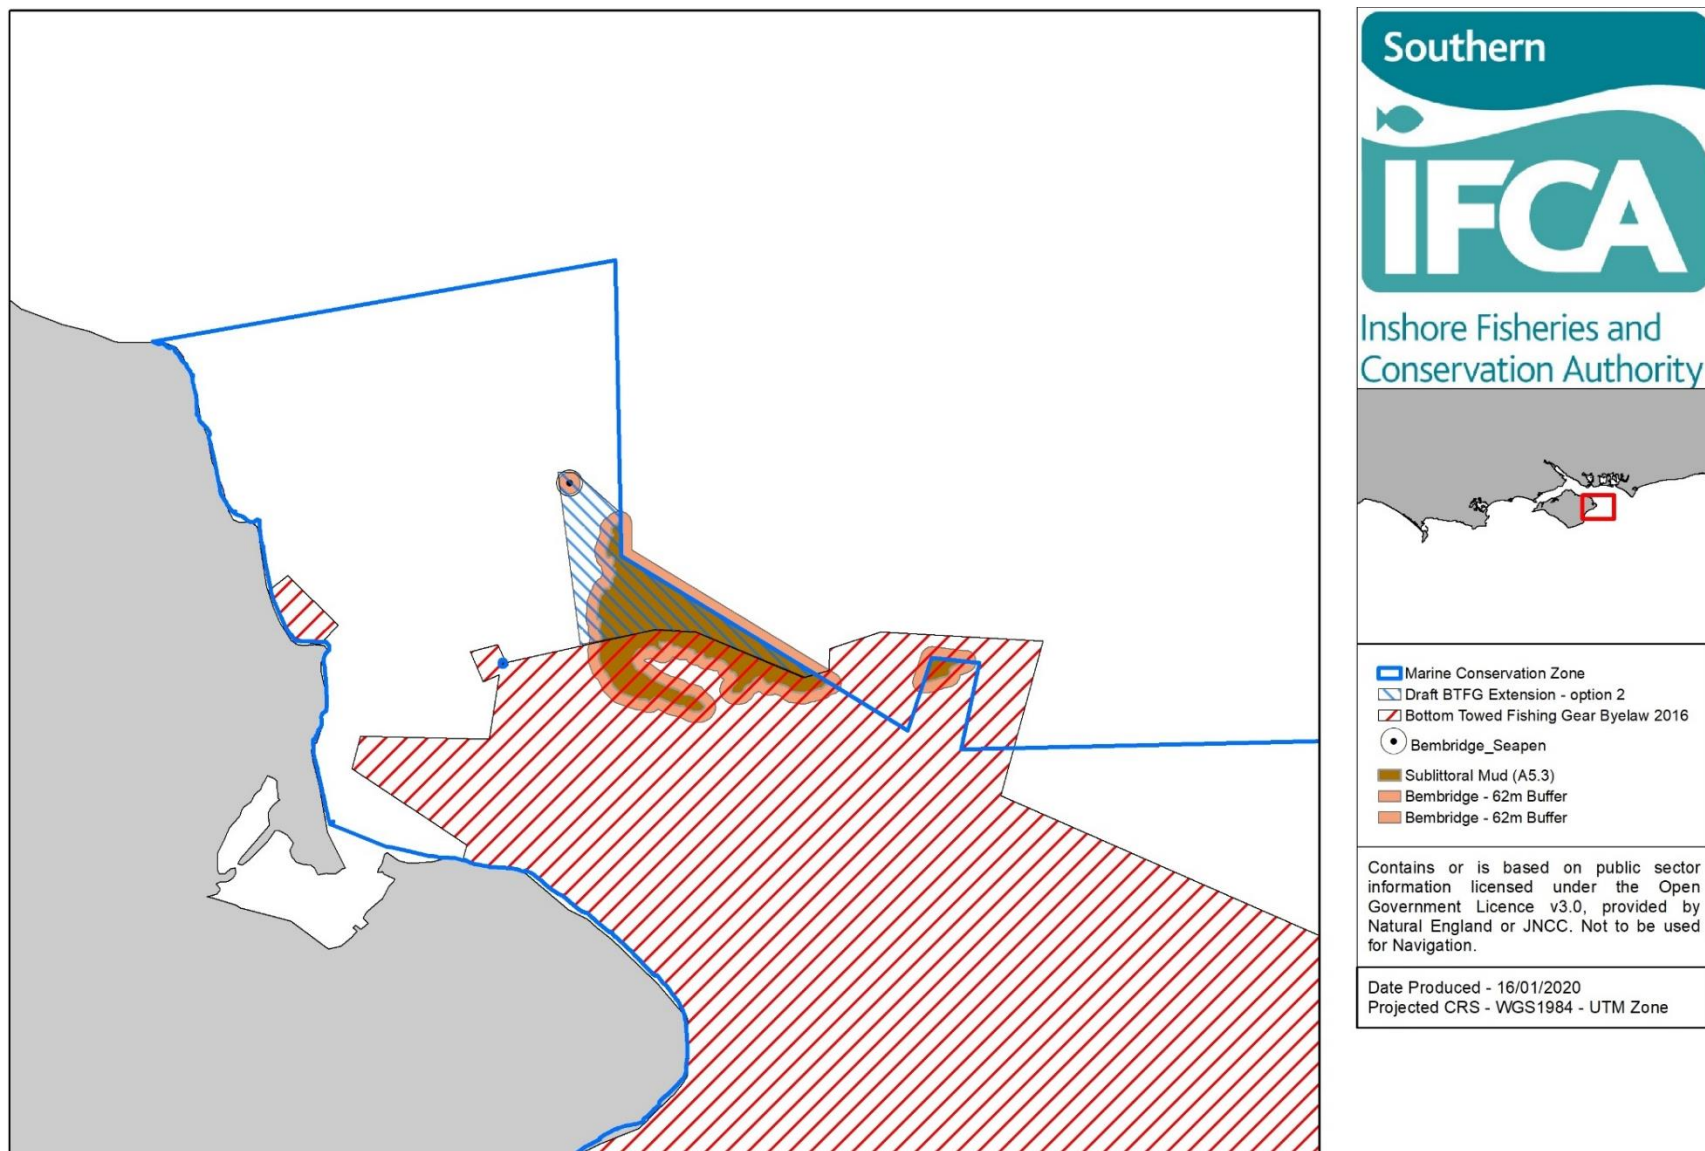 Southern
IFCA
Inshore Fisheries and
Conservation Authority
Marine Conservation Zone
Draft BTFG Extension - option 2
Bottom Towed Fishing Gear Byelaw 2016
Bembridge_Seapen
Sublittoral Mud (A5.3)
Bembridge - 62m Buffer
Bembridge - 62m Buffer
Contains or is based on public sector
information licensed under the Open
Government Licence v3.0, provided by
Natural England or JNCC. Not to be used
for Navigation.
Date Produced - 16/01/2020
Projected CRS - WGS1984 - UTM Zone